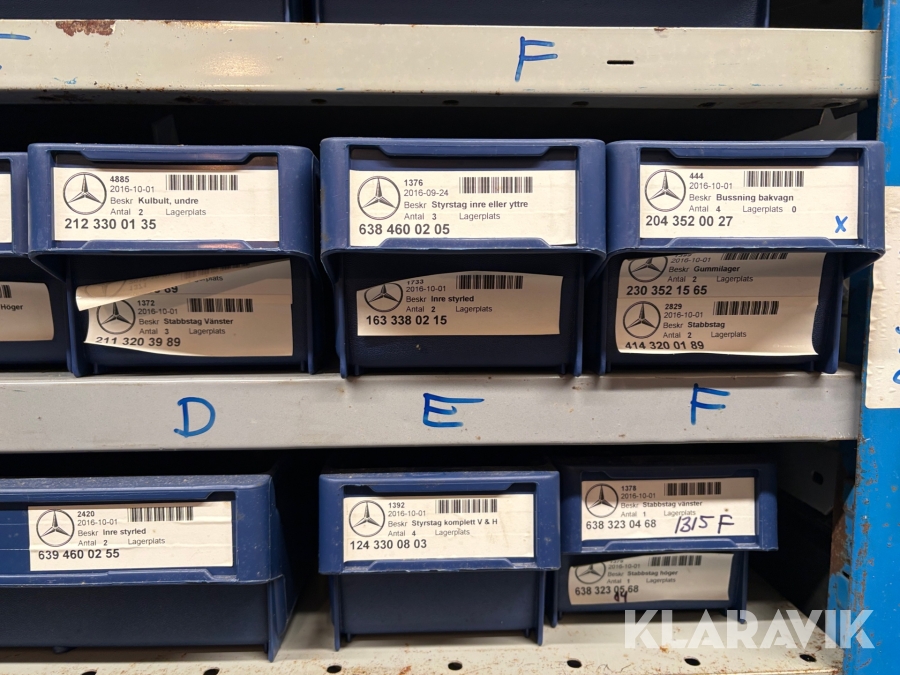 F
4885
2016-10-01
Beskr Kulbult, undre
Antal 2 Lagerplats
212 330 01 35
1376
2016-09-24
Beskr Styrstag inre eller yttre
Antal 3 Lagerplats
638 460 02 05
444
2016-10-01
Beskr Bussning bakvagn
Antal 4 Lagerplats 0
204 352 00 27
x
Höger
89
1372
2016-10-01
Beskr Stabbstag Vänster
Antal 3 Lagerplats
211 320 39 89
1733
2016-10-01
Beskr Inre styrled
Antal 2 Lagerplats
163 338 02 15
2016-10-01
Beskr Gummilager
Antal 2 Lagerplats
230 352 15 65
2829
2016-10-01
Beskr Stabbstag
Antal 2 Lagerplats
414 320 01 89
D
E
F
2420
2016-10-01
Beskr Inre styrled
Antal 2 Lagerplats
639 460 02 55
1392
2016-10-01
Beskr Styrstag komplett V & H
Antal 4 Lagerplats
124 330 08 03
1378
2016-10-01
Beskr Stabbstag vänster
Antal 1 Lagerplats
638 323 04 68
1315 F
2016-10-01
Beskr Stabbstag höger
Antal 1 Lagerplats
638 323 05 68
KLARAVIK